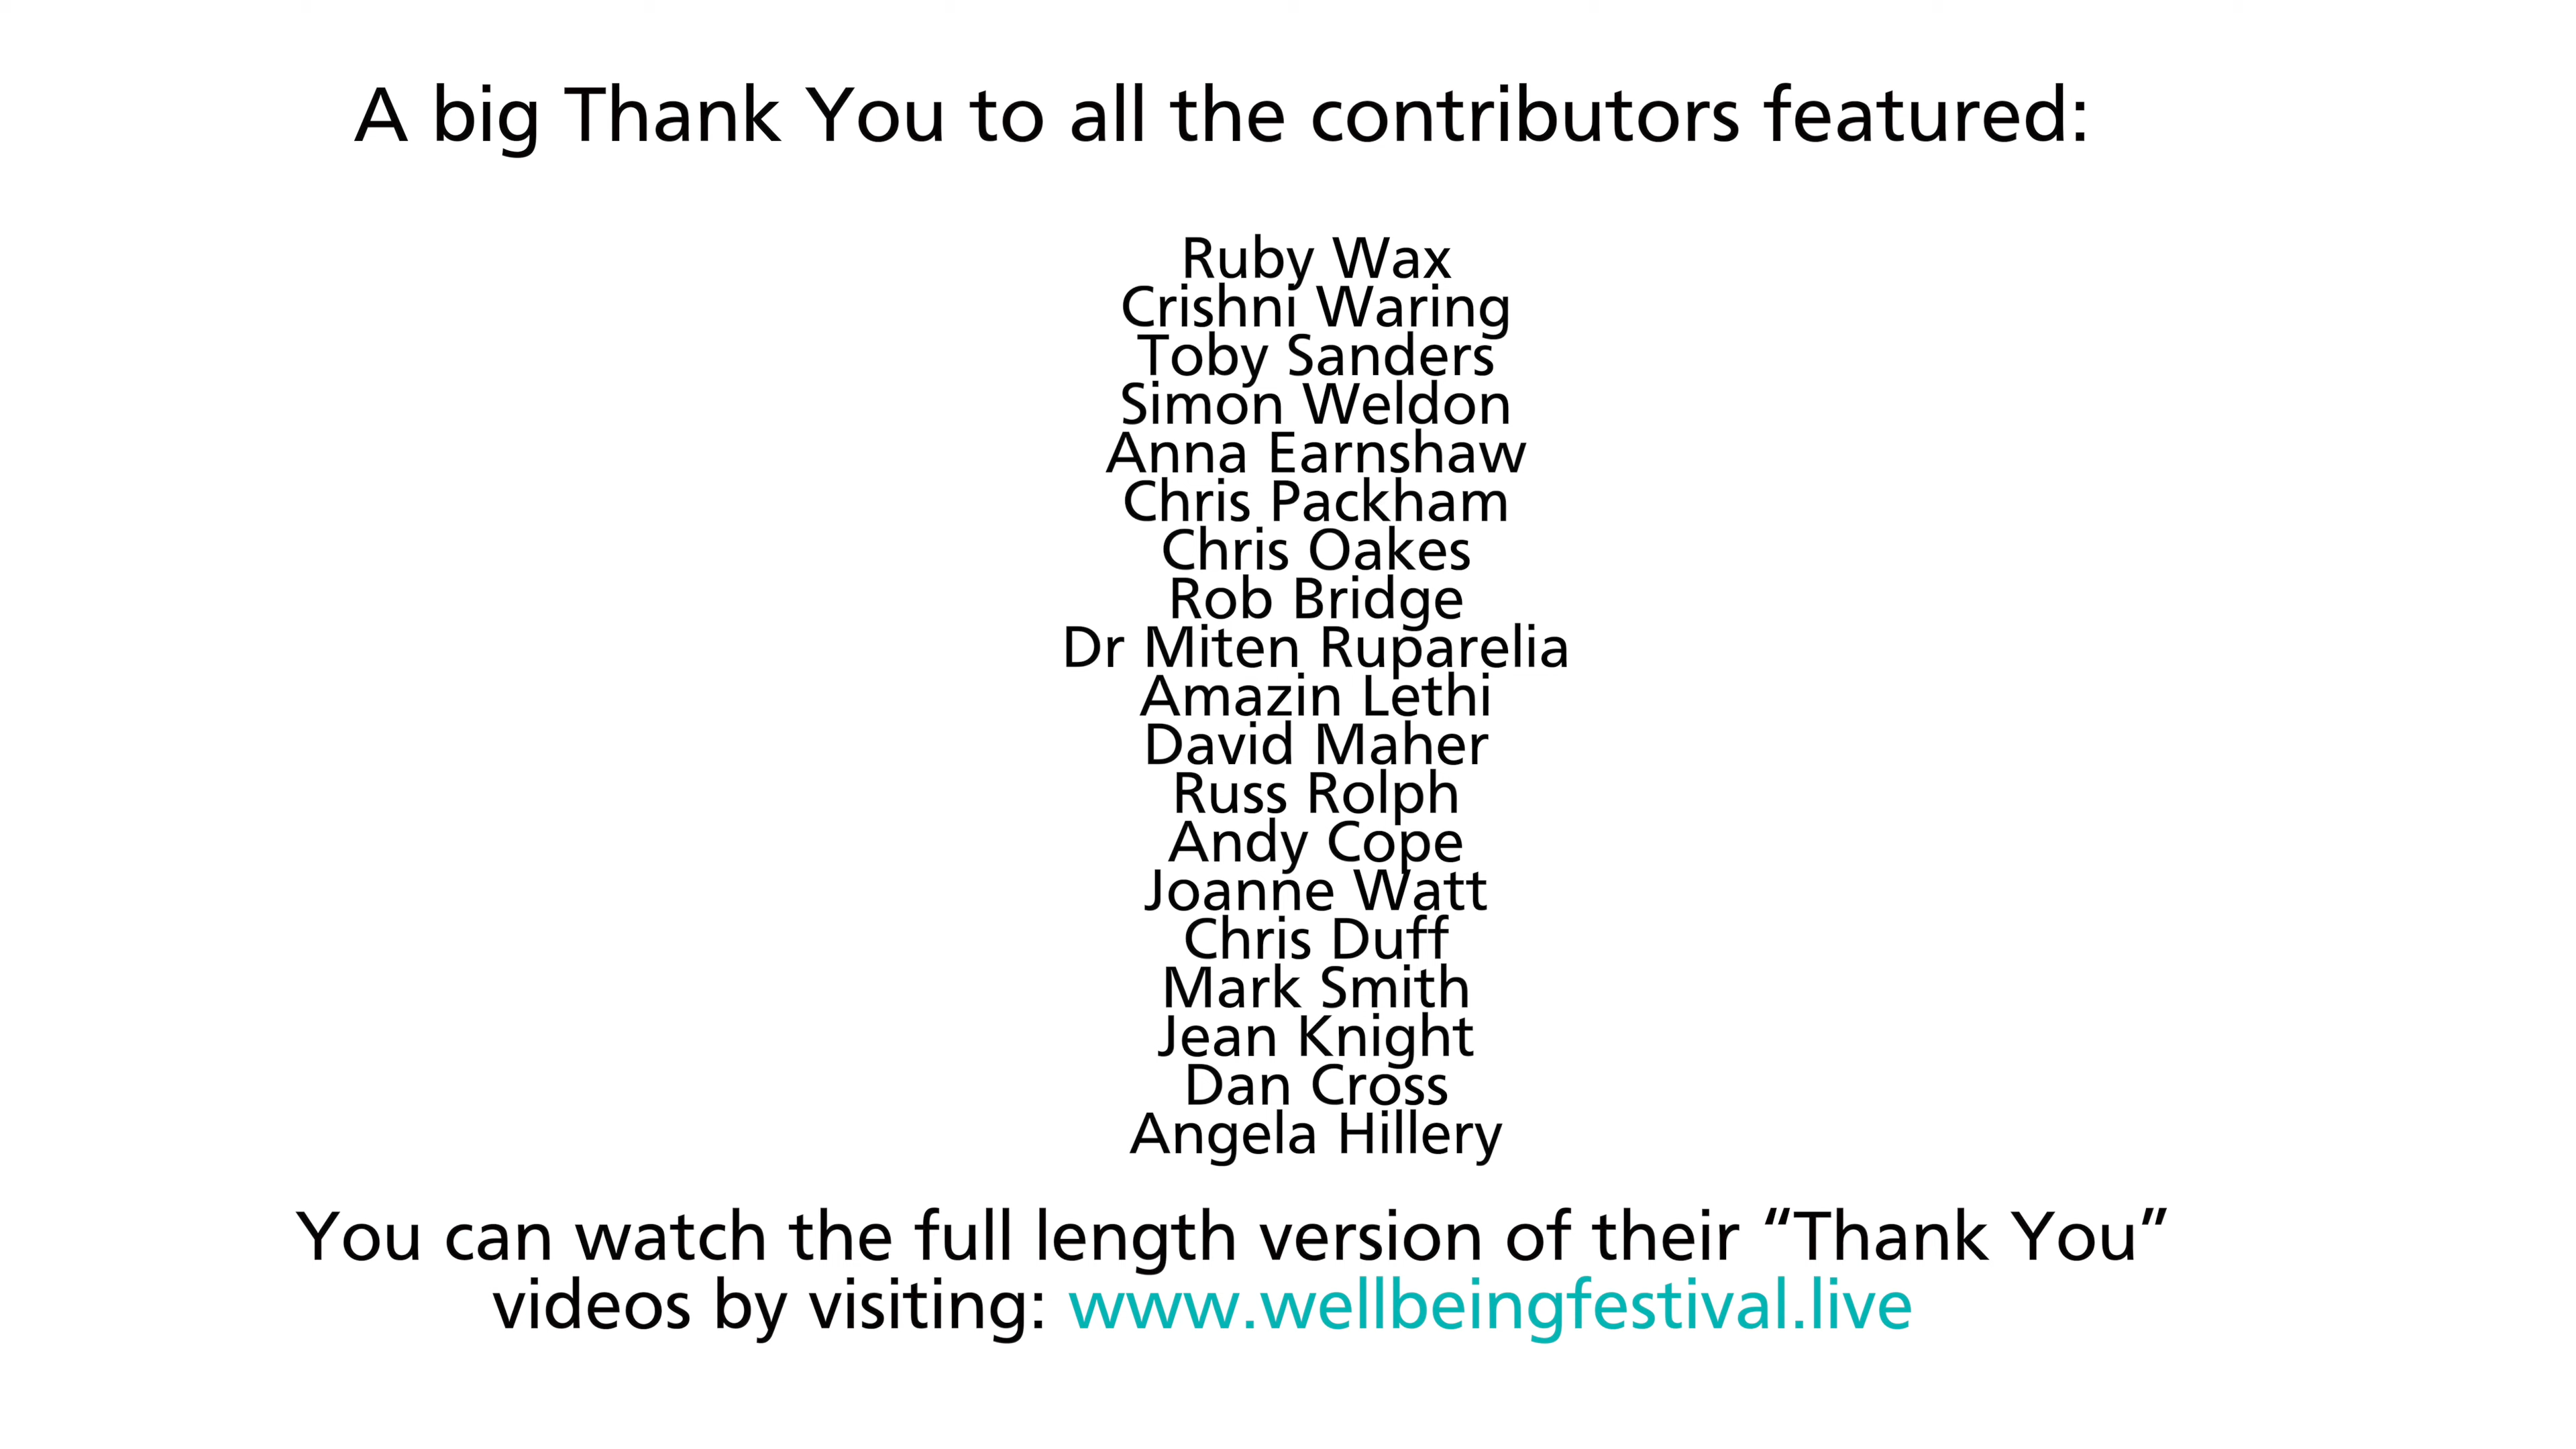 A big Thank You to all the contributors featured:
Ruby Wax
Crishni Waring
Toby Sanders
Simon Weldon
Anna Earnshaw
Chris Packham
Chris Oakes
Rob Bridge
Dr Miten Ruparelia
Amazin Lethi
David Maher
Russ Rolph
Andy Cope
Joanne Watt
Chris Duff
Mark Smith
Jean Knight
Dan Cross
Angela Hillery
You can watch the full length version of their “Thank You”
videos by visiting: www.wellbeingfestival.live